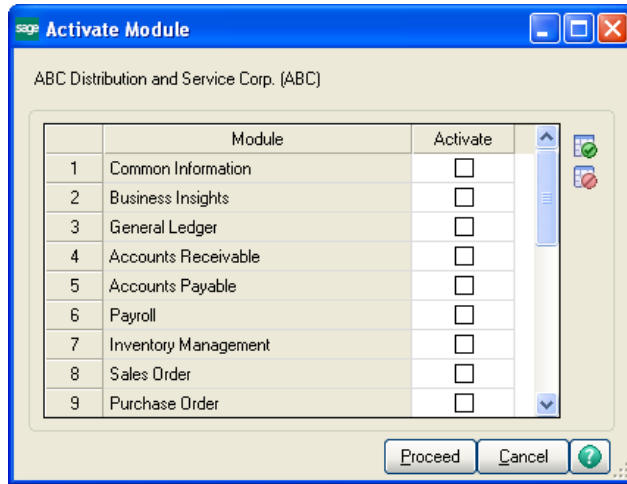 sage Activate Module
ABC Distribution and Service Corp. (ABC)
Module Activate
1 Common Information
2 Business Insights
3 General Ledger
4 Accounts Receivable
5 Accounts Payable
6 Payroll
7 Inventory Management
8 Sales Order
9 Purchase Order
Proceed Cancel ?